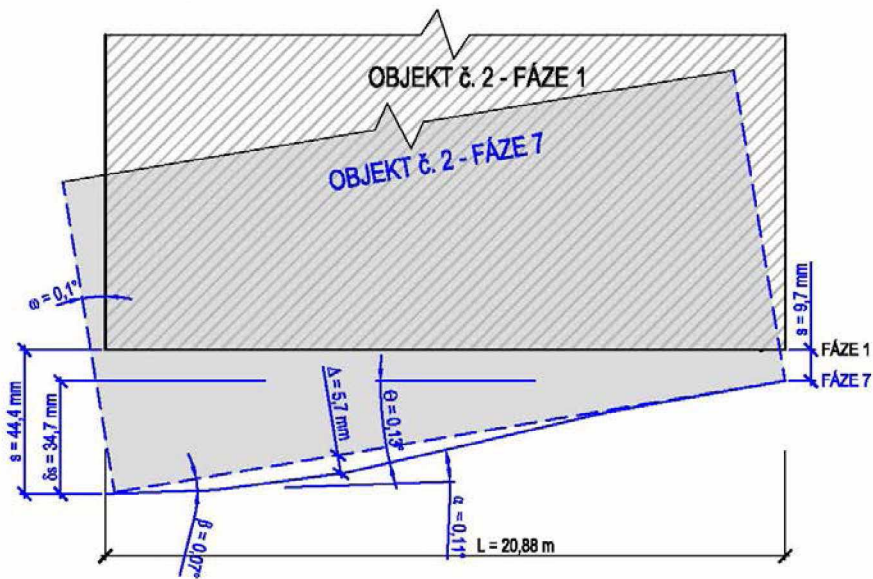 OBJEKT č. 2 - FÁZE 1
OBJEKT č. 2 - FÁZE 7
ω = 0,1°
s = 9,7 mm
FÁZE 1
FÁZE 7
s = 44,4 mm
δs = 34,7 mm
Δ = 5,7 mm
Θ = 0,13°
β = 0,07°
α = 0,11°
L = 20,88 m